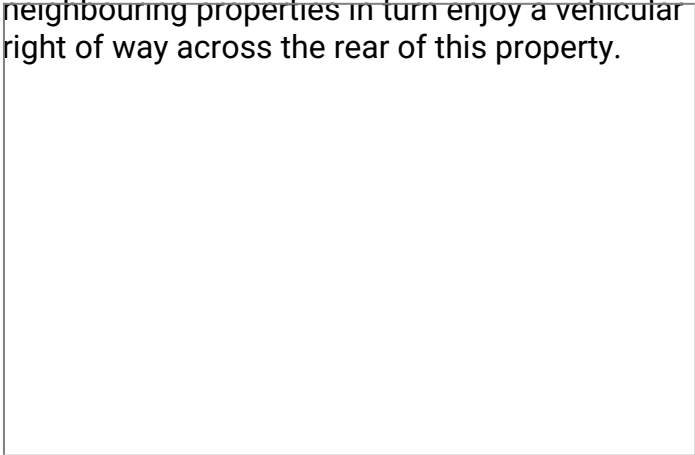 neighbouring properties in turn enjoy a vehicular
right of way across the rear of this property.